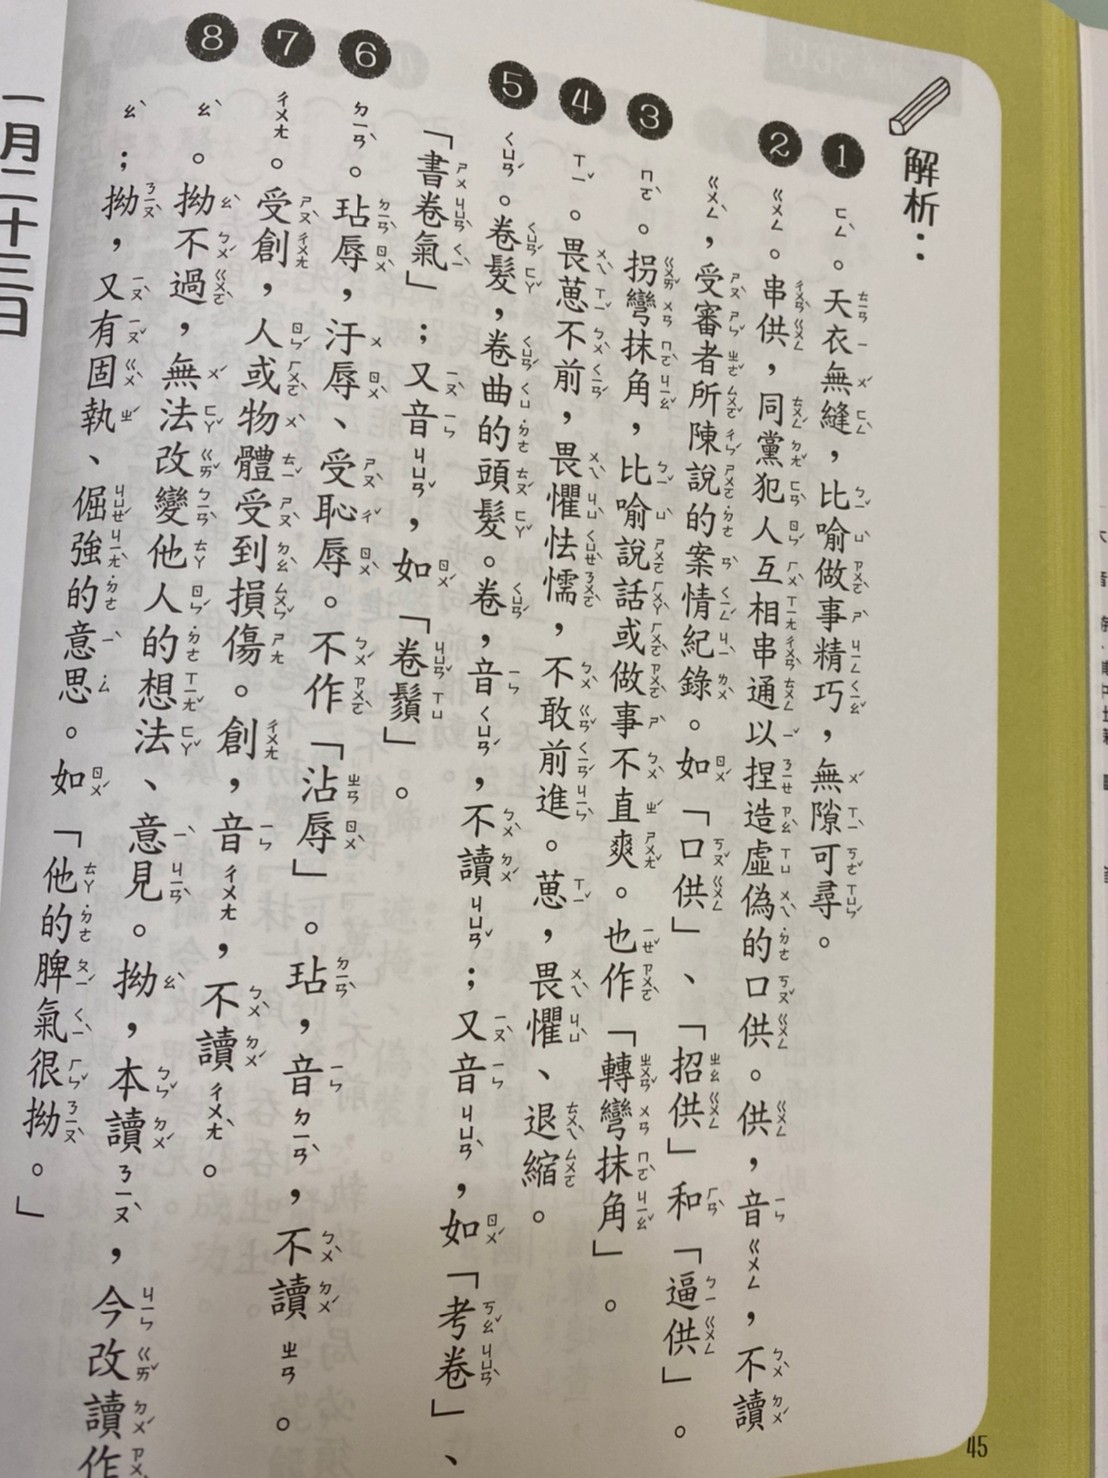 解析：
1 ㄈㄥˋ。天衣無縫，比喻做事精巧，無隙可尋。
2 ㄍㄨㄥ。串供，同黨犯人互相串通以捏造虛偽的口供。供，音ㄍㄨㄥ，不讀
ㄍㄨㄥˋ，受審者所陳說的案情紀錄。如「口供」、「招供」和「逼供」。
3 ㄇㄛˋ。拐彎抹角，比喻說話或做事不直爽。也作「轉彎抹角」。
4 ㄒㄧˇ。畏葸不前，畏懼怯懦，不敢前進。葸，畏懼、退縮。
5 ㄑㄩㄢˊ。卷髮，卷曲的頭髮。卷，音ㄑㄩㄢˊ，不讀ㄐㄩㄢˇ；又音ㄐㄩㄢˋ，如「考卷」、
「書卷氣」；又音ㄐㄩㄢˇ，如「卷鬚」。
6 ㄉㄧㄢˋ。玷辱，汙辱、受恥辱。不作「沾辱」。玷，音ㄉㄧㄢˋ，不讀ㄓㄢ。
7 ㄔㄨㄤ。受創，人或物體受到損傷。創，音ㄔㄨㄤ，不讀ㄔㄨㄤˋ。
8 ㄠˋ。拗不過，無法改變他人的想法、意見。拗，本讀ㄋㄧㄡˋ，今改讀作
ㄠˋ；拗，又有固執、倔強的意思。如「他的脾氣很拗。」
一月二十三日
45